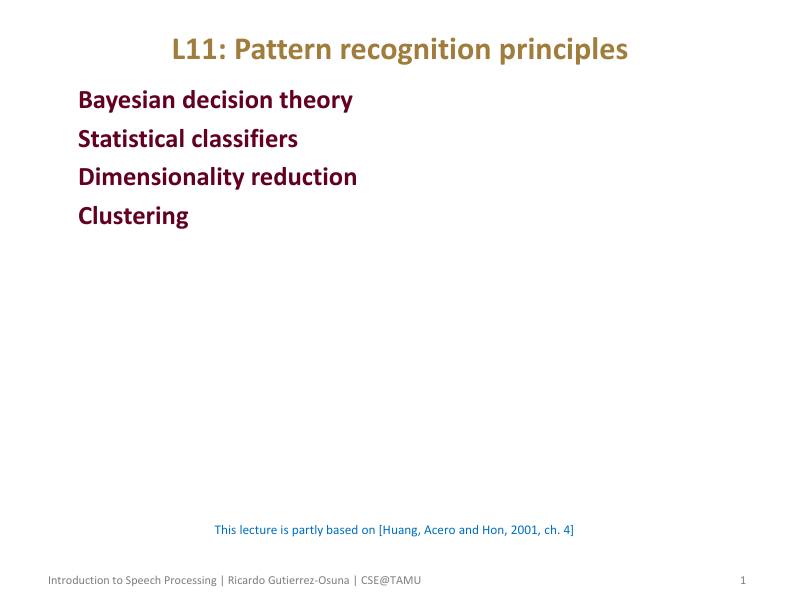 L11: Pattern recognition principles
Bayesian decision theory
Statistical classifiers
Dimensionality reduction
Clustering
This lecture is partly based on [Huang, Acero and Hon, 2001, ch. 4]
Introduction to Speech Processing | Ricardo Gutierrez-Osuna | CSE@TAMU 1